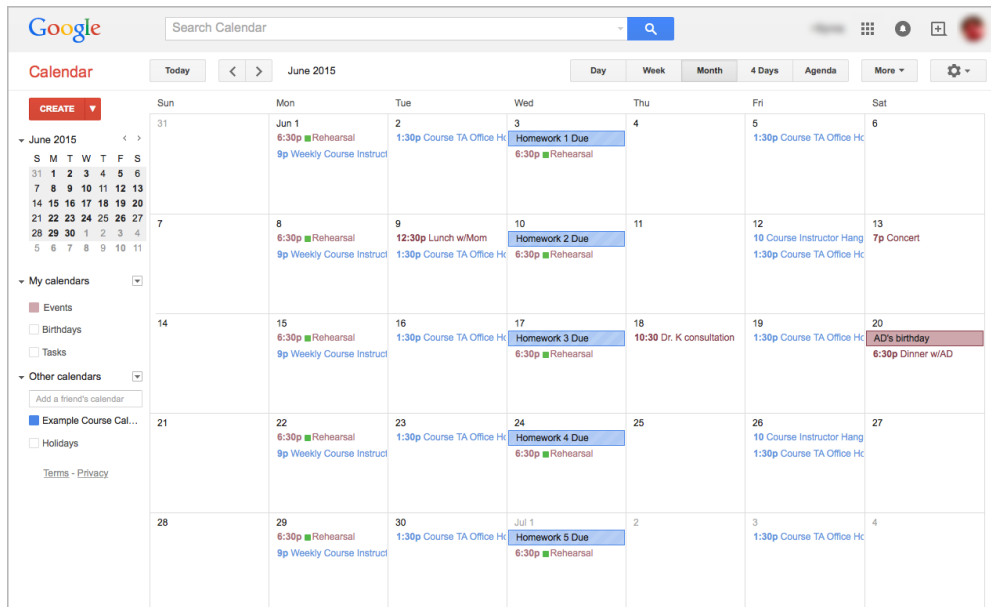 Google
Search Calendar
Calendar
Today
June 2015
Day Week Month 4 Days Agenda
More
CREATE
June 2015
S M T W T F S
31 1 2 3 4 5 6
7 8 9 10 11 12 13
14 15 16 17 18 19 20
21 22 23 24 25 26 27
28 29 30 1 2 3 4
5 6 7 8 9 10 11
My calendars
Events
Birthdays
Tasks
Other calendars
Add a friend's calendar
Example Course Cal...
Holidays
Terms - Privacy
Sun Mon Tue Wed Thu Fri Sat
31 Jun 1 2 3 4 5 6
6:30p Rehearsal 1:30p Course TA Office Ho Homework 1 Due 1:30p Course TA Office Ho
9p Weekly Course Instruct 6:30p Rehearsal
7 8 9 10 11 12 13
6:30p Rehearsal 12:30p Lunch w/Mom Homework 2 Due 10 Course Instructor Hang 7p Concert
9p Weekly Course Instruct 1:30p Course TA Office Ho 6:30p Rehearsal 1:30p Course TA Office Ho
14 15 16 17 18 19 20
6:30p Rehearsal 1:30p Course TA Office Ho Homework 3 Due 10:30 Dr. K consultation 1:30p Course TA Office Ho AD's birthday
9p Weekly Course Instruct 6:30p Rehearsal 6:30p Dinner w/AD
21 22 23 24 25 26 27
6:30p Rehearsal 1:30p Course TA Office Ho Homework 4 Due 10 Course Instructor Hang
9p Weekly Course Instruct 6:30p Rehearsal 1:30p Course TA Office Ho
28 29 30 Jul 1 2 3 4
6:30p Rehearsal 1:30p Course TA Office Ho Homework 5 Due 1:30p Course TA Office Ho
9p Weekly Course Instruct 6:30p Rehearsal